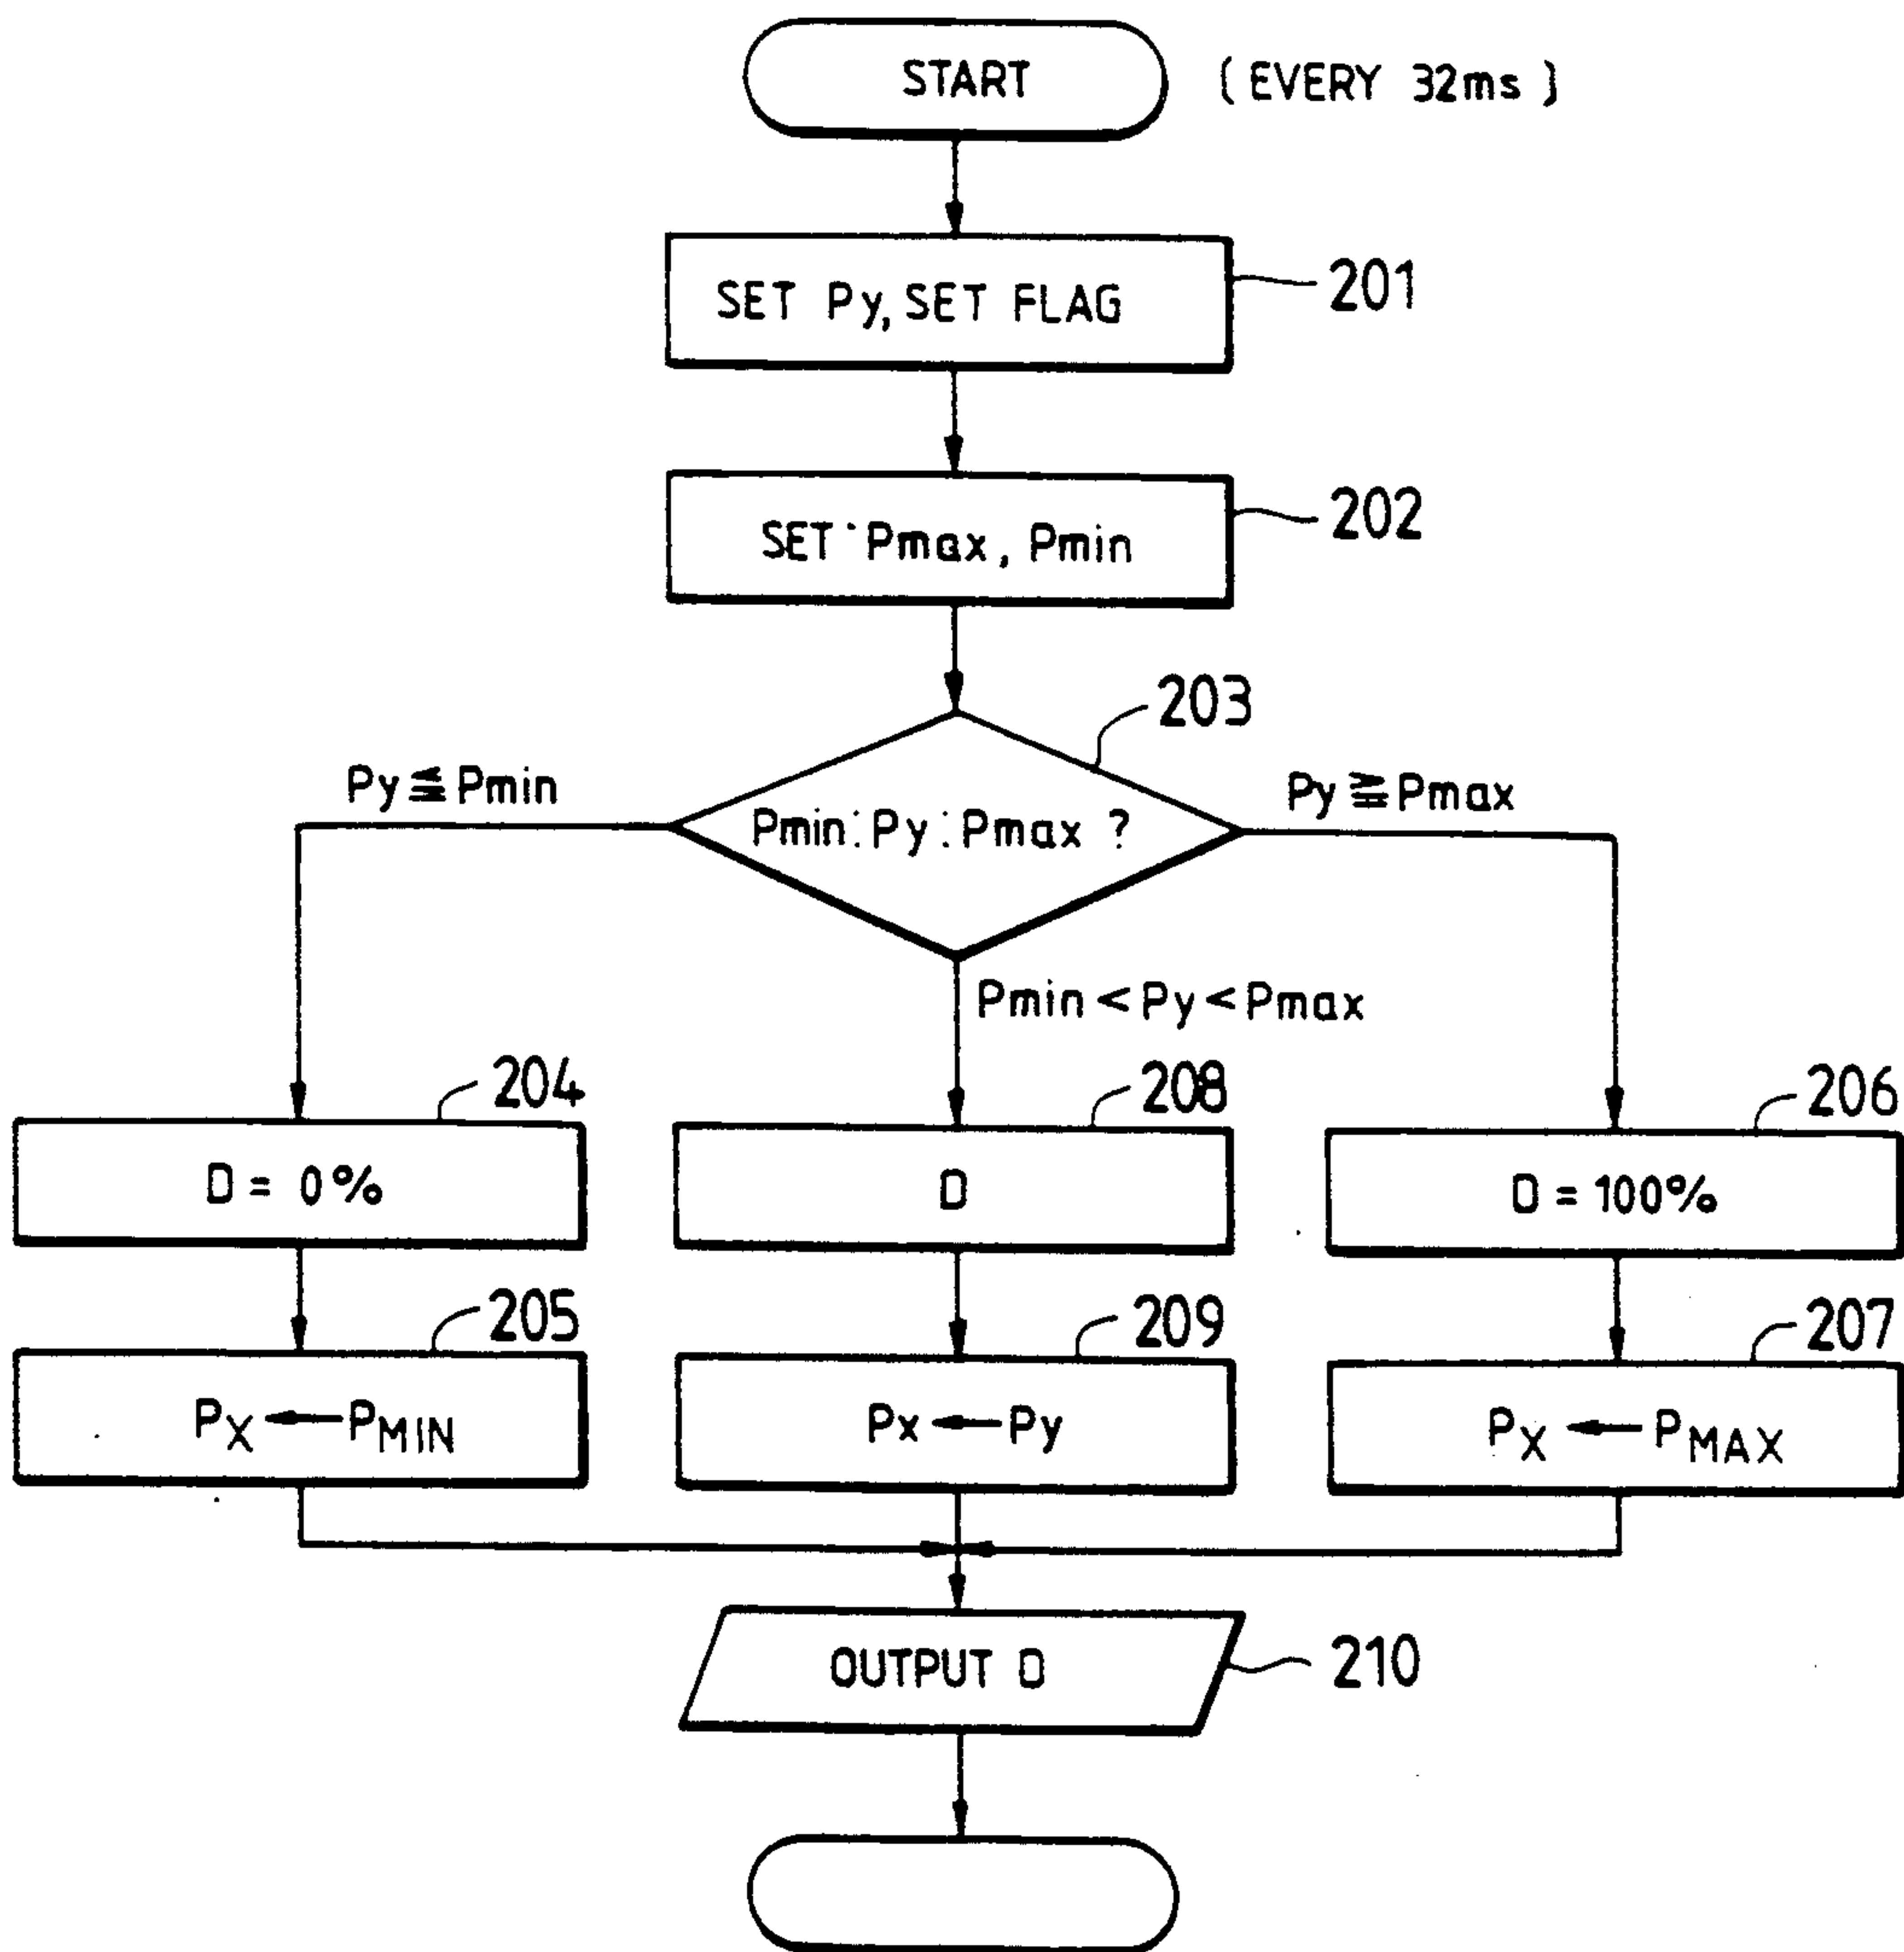 START
( EVERY 32ms )
SET Py, SET FLAG
201
SET Pmax, Pmin
202
203
Py ≦ Pmin
Pmin : Py : Pmax ?
Py ≧ Pmax
Pmin < Py < Pmax
204
208
206
D = 0%
D
D = 100%
205
209
207
PX ← PMIN
Px ← Py
PX ← PMAX
OUTPUT D
210